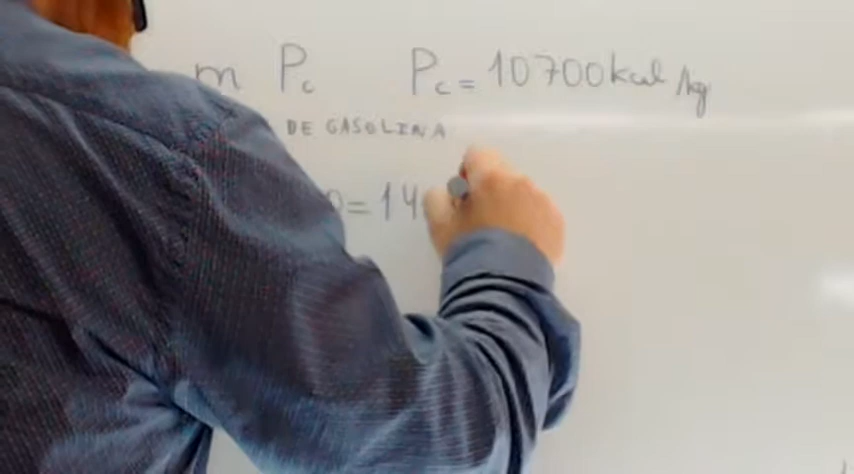 m Pc Pc = 10700 kcal/kg
DE GASOLINA
= 14